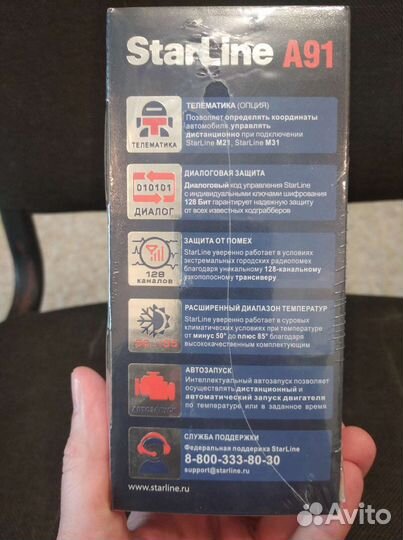 StarLine A91
ТЕЛЕМАТИКА
ТЕЛЕМАТИКА (ОПЦИЯ)
Позволяет определять координаты
автомобиля, управлять
дистанционно при подключении
StarLine M21, StarLine M31
010101
ДИАЛОГ
ДИАЛОГОВАЯ ЗАЩИТА
Диалоговый код управления StarLine
с индивидуальными ключами шифрования
128 Бит гарантирует надежную защиту
от всех известных кодграбберов
128
КАНАЛОВ
ЗАЩИТА ОТ ПОМЕХ
StarLine уверенно работает в условиях
экстремальных городских радиопомех
благодаря уникальному 128-канальному
узкополосному трансиверу
РАСШИРЕННЫЙ ДИАПАЗОН ТЕМПЕРАТУР
StarLine уверенно работает в суровых
климатических условиях при температуре
от минус 50° до плюс 85° благодаря
высококачественным комплектующим
АВТОЗАПУСК
АВТОЗАПУСК
Интеллектуальный автозапуск позволяет
осуществлять дистанционный и
автоматический запуск двигателя
по температуре или в заданное время
СЛУЖБА ПОДДЕРЖКИ
Федеральная поддержка StarLine
8-800-333-80-30
support@starline.ru
www.starline.ru
Avito